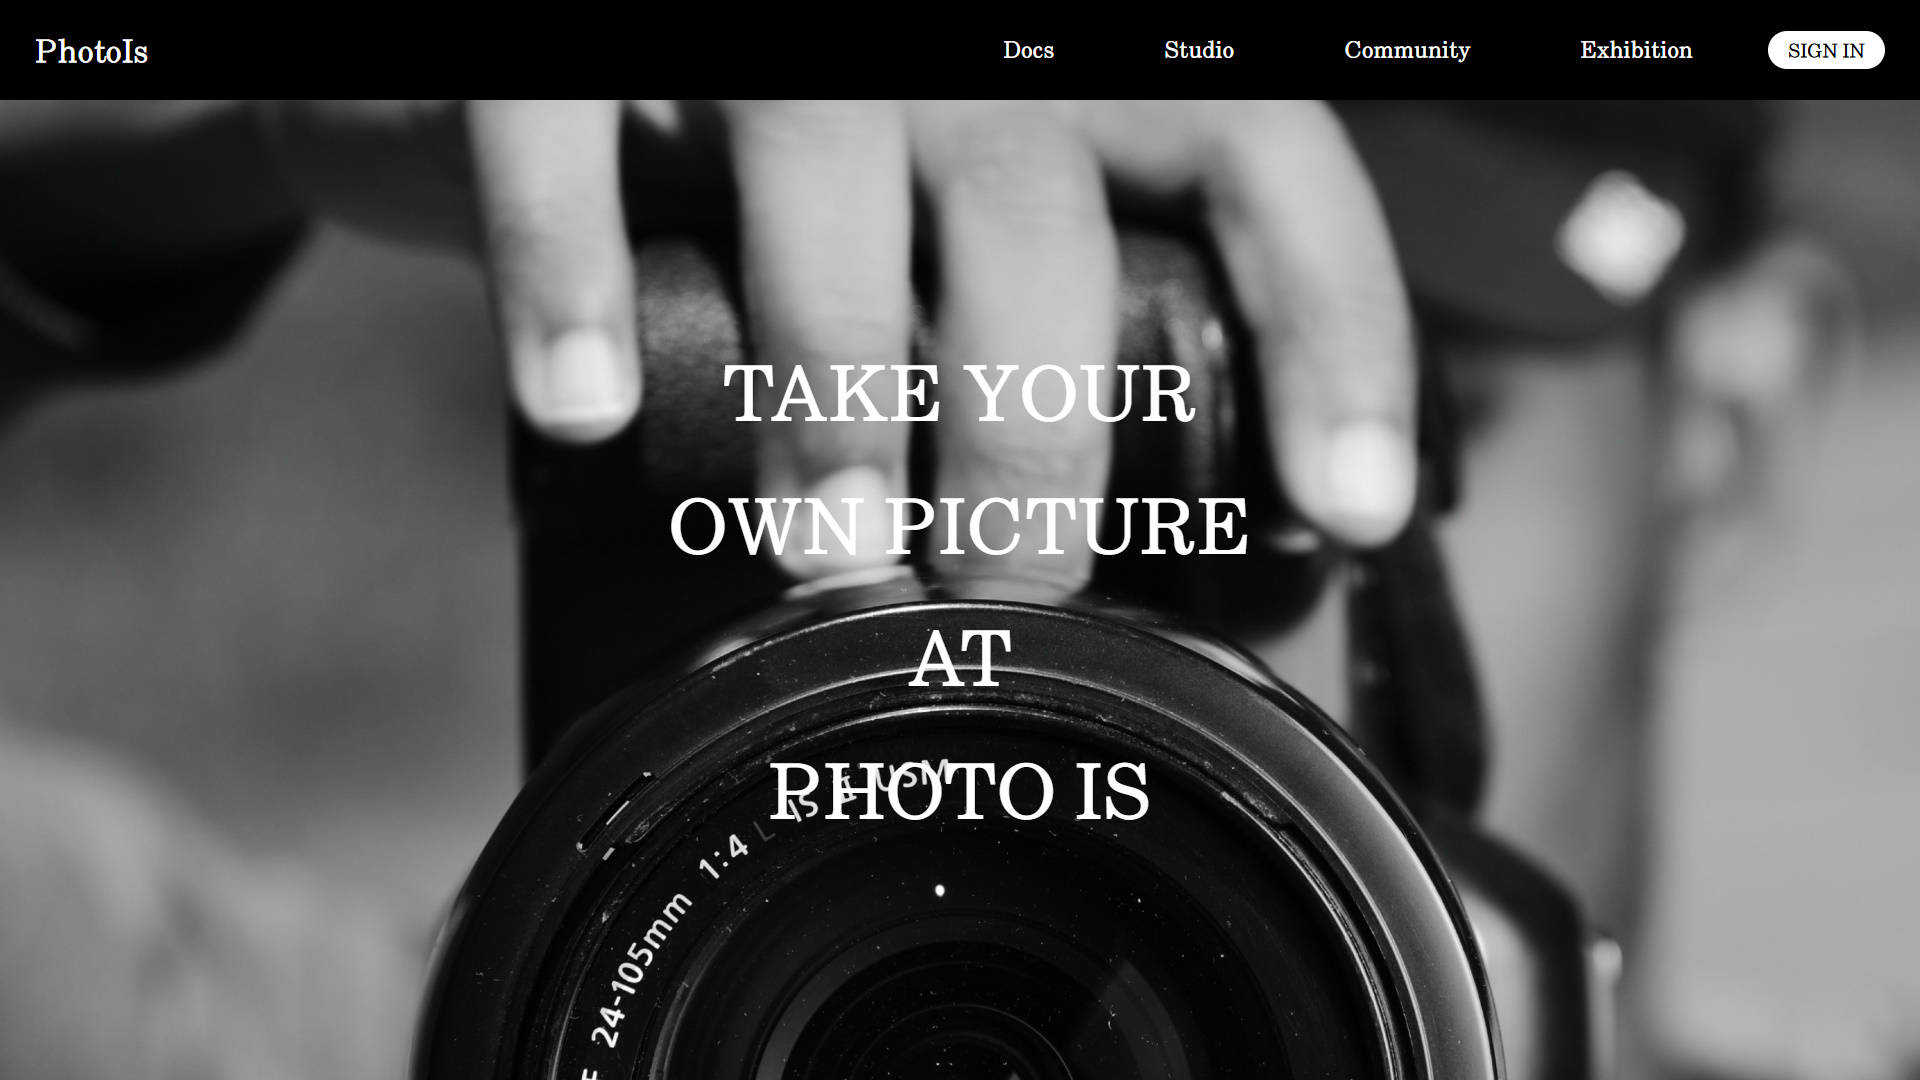 PhotoIs
Docs
Studio
Community
Exhibition
SIGN IN
TAKE YOUR
OWN PICTURE
AT
PHOTO IS
24-105mm 1:4 L IS II USM